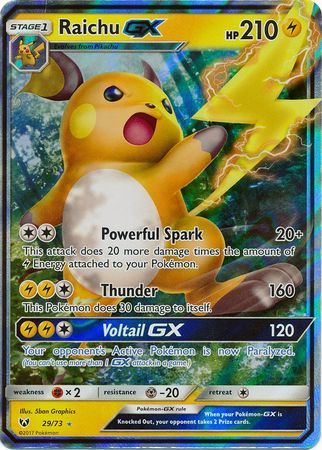 STAGE 1 Raichu GX HP 210
Evolves from Pikachu
Powerful Spark 20+
This attack does 20 more damage times the amount of
Energy attached to your Pokémon.
Thunder 160
This Pokémon does 30 damage to itself.
Voltail GX 120
Your opponent's Active Pokémon is now Paralyzed.
(You can't use more than 1 GX attack in a game.)
weakness × 2 resistance -20 retreat
Illus. 5ban Graphics
Pokémon-GX rule
29/73
When your Pokémon-GX is
Knocked Out, your opponent takes 2 Prize cards.
©2017 Pokémon